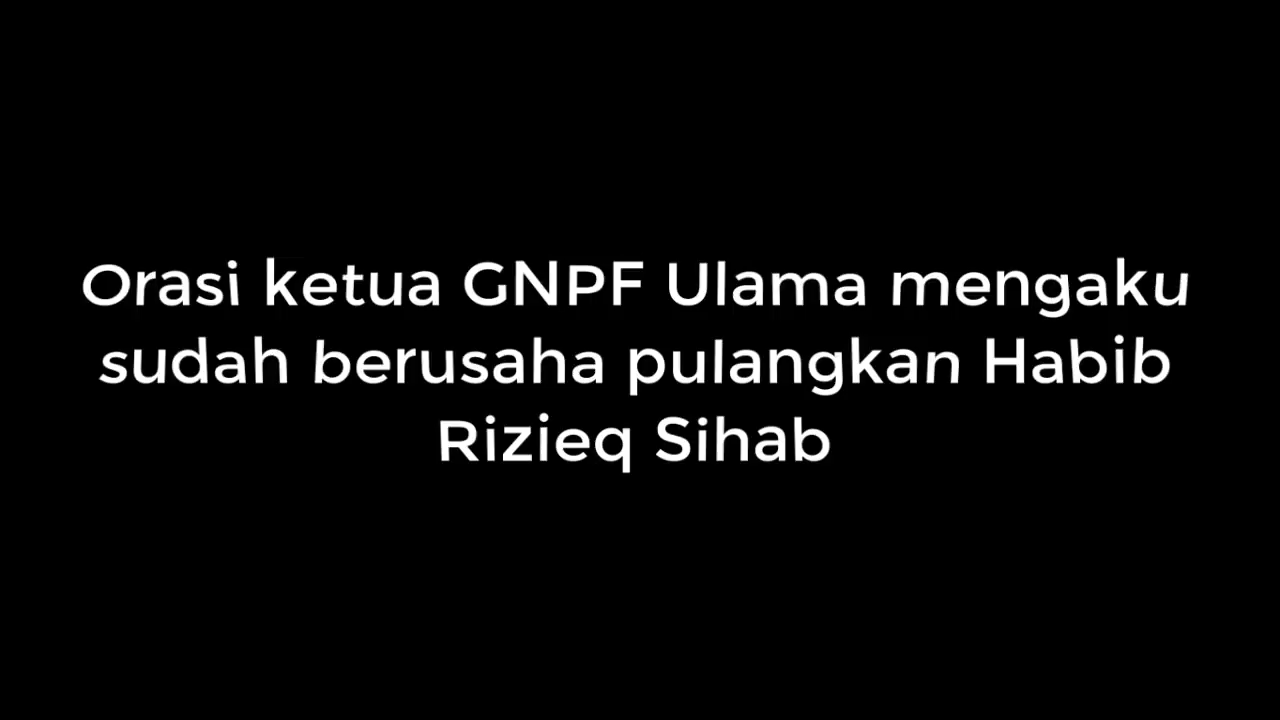 Orasi ketua GNPF Ulama mengaku
sudah berusaha pulangkan Habib
Rizieq Sihab